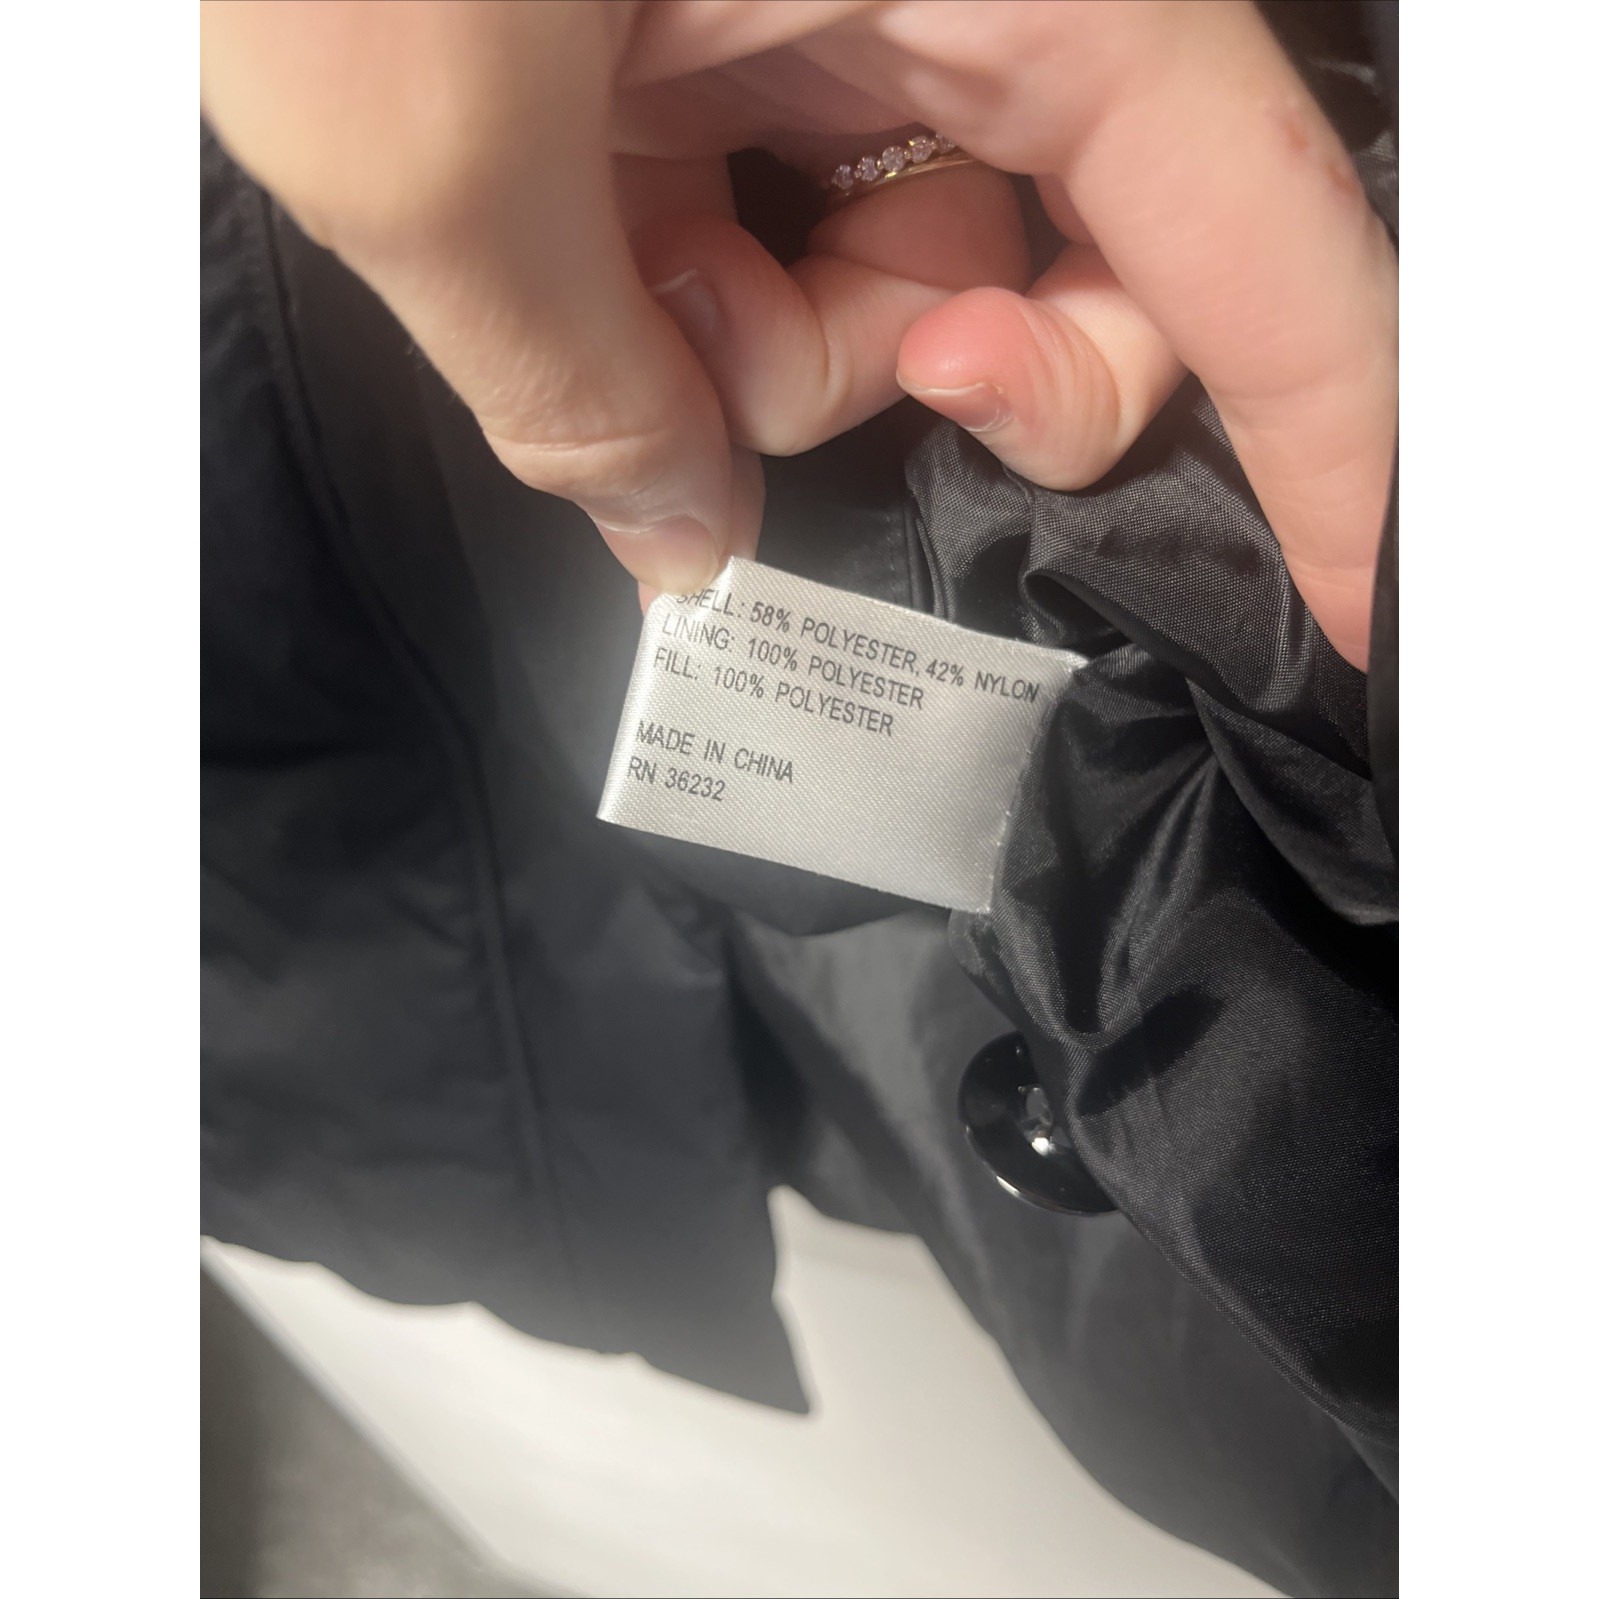 SHELL: 58% POLYESTER, 42% NYLON
LINING: 100% POLYESTER
FILL: 100% POLYESTER
MADE IN CHINA
RN 36232